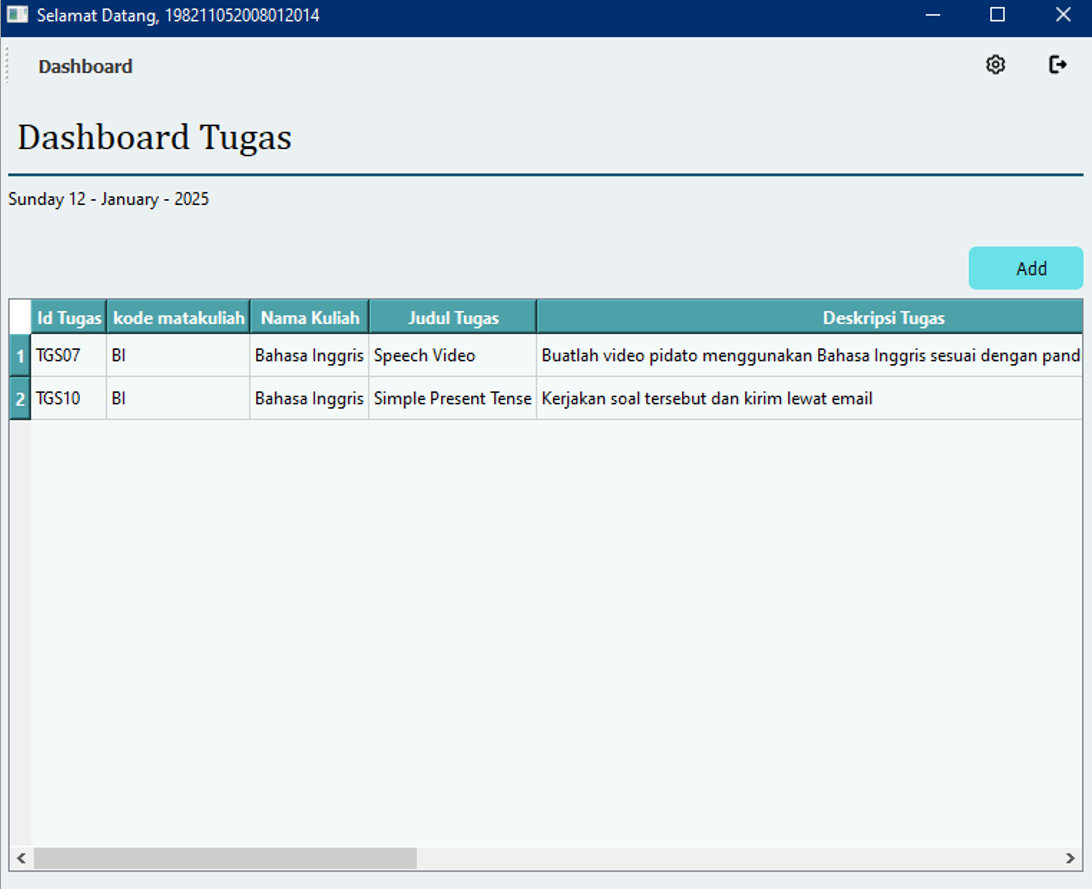 Selamat Datang, 198211052008012014
Dashboard
Dashboard Tugas
Sunday 12 - January - 2025
Add
Id Tugas kode matakuliah Nama Kuliah Judul Tugas Deskripsi Tugas
1 TGS07 BI Bahasa Inggris Speech Video Buatlah video pidato menggunakan Bahasa Inggris sesuai dengan pand
2 TGS10 BI Bahasa Inggris Simple Present Tense Kerjakan soal tersebut dan kirim lewat email